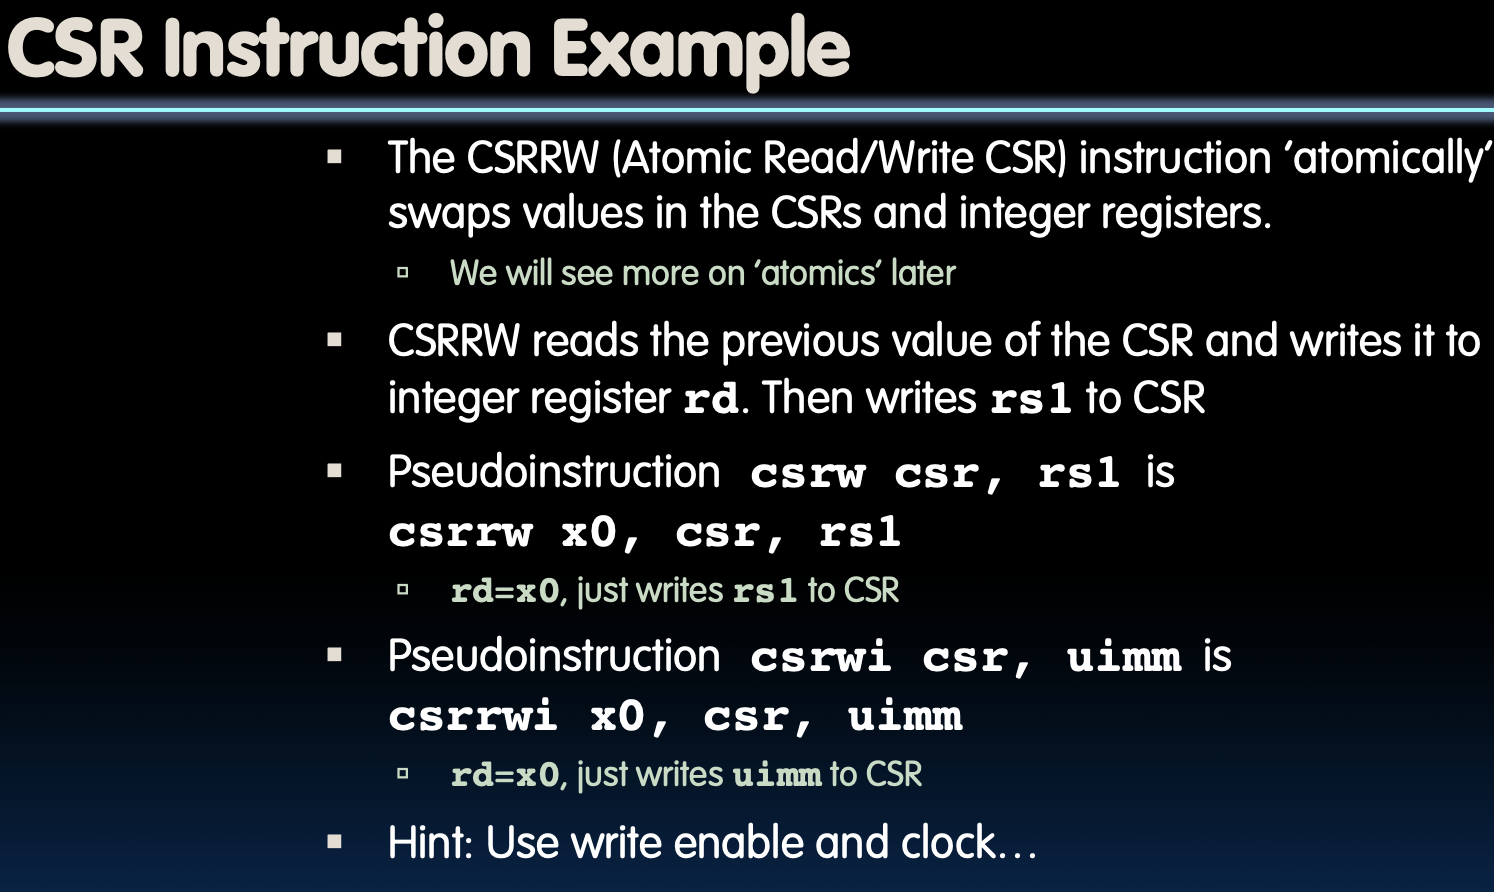 CSR Instruction Example
The CSRRW (Atomic Read/Write CSR) instruction ‘atomically’
swaps values in the CSRs and integer registers.
We will see more on ‘atomics’ later
CSRRW reads the previous value of the CSR and writes it to
integer register rd. Then writes rs1 to CSR
Pseudoinstruction csrw csr, rs1 is
csrrw x0, csr, rs1
rd=x0, just writes rs1 to CSR
Pseudoinstruction csrwi csr, uimm is
csrrwi x0, csr, uimm
rd=x0, just writes uimm to CSR
Hint: Use write enable and clock…